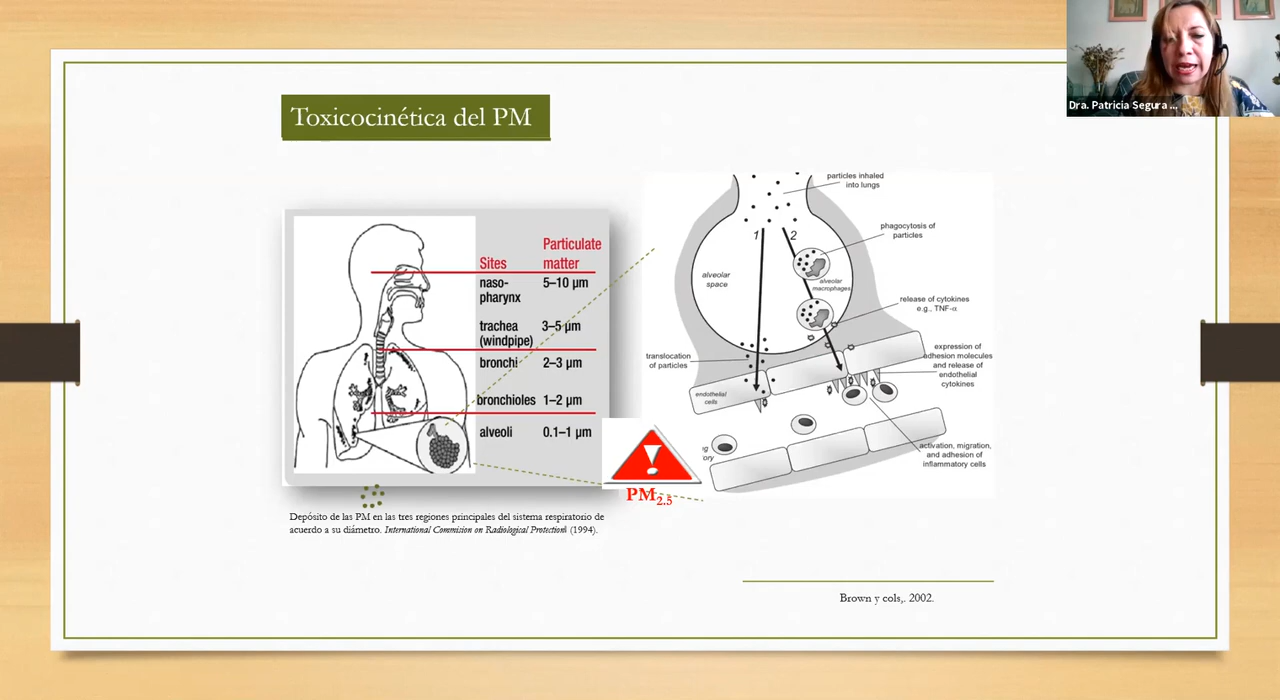 Dra. Patricia Segura ...
Toxicocinética del PM
Sites
Particulate
matter
naso-
pharynx
5–10 µm
trachea
(windpipe)
3–5 µm
bronchi
2–3 µm
bronchioles
1–2 µm
alveoli
0.1–1 µm
PM2.5
Depósito de las PM en las tres regiones principales del sistema respiratorio de
acuerdo a su diámetro. International Commision on Radiological Protection (1994).
particles inhaled
into lungs
1
2
phagocytosis of
particles
alveolar
space
alveolar
macrophages
release of cytokines
e.g., TNF-α
translocation
of particles
expression of
adhesion molecules
and release of
endothelial
cytokines
endothelial
cells
activation, migration,
and adhesion of
inflammatory cells
Brown y cols,. 2002.